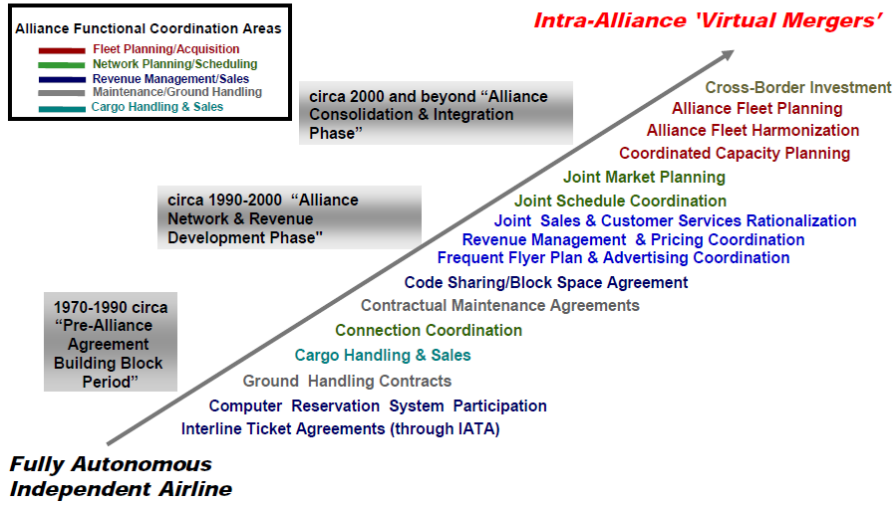 Intra-Alliance ‘Virtual Mergers’
Alliance Functional Coordination Areas
Fleet Planning/Acquisition
Network Planning/Scheduling
Revenue Management/Sales
Maintenance/Ground Handling
Cargo Handling & Sales
circa 2000 and beyond “Alliance
Consolidation & Integration
Phase”
circa 1990-2000 “Alliance
Network & Revenue
Development Phase"
1970-1990 circa
“Pre-Alliance
Agreement
Building Block
Period”
Cross-Border Investment
Alliance Fleet Planning
Alliance Fleet Harmonization
Coordinated Capacity Planning
Joint Market Planning
Joint Schedule Coordination
Joint Sales & Customer Services Rationalization
Revenue Management & Pricing Coordination
Frequent Flyer Plan & Advertising Coordination
Code Sharing/Block Space Agreement
Contractual Maintenance Agreements
Connection Coordination
Cargo Handling & Sales
Ground Handling Contracts
Computer Reservation System Participation
Interline Ticket Agreements (through IATA)
Fully Autonomous
Independent Airline